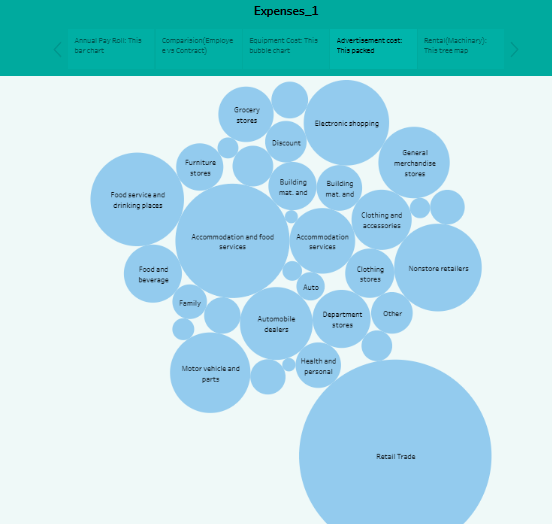 Expenses_1
Annual Pay Roll: This
bar chart
Comparision(Employe
e vs Contract)
Equipment Cost: This
bubble chart
Advertisement cost:
This packed
Rental(Machinary):
This tree map
Grocery
stores
Electronic shopping
Discount
General
merchandise
stores
Furniture
stores
Building
mat. and
Building
mat. and
Food service and
drinking places
Clothing and
accessories
Accommodation and food
services
Accommodation
services
Food and
beverage
Clothing
stores
Nonstore retailers
Auto
Family
Automobile
dealers
Department
stores
Other
Motor vehicle and
parts
Health and
personal
Retail Trade